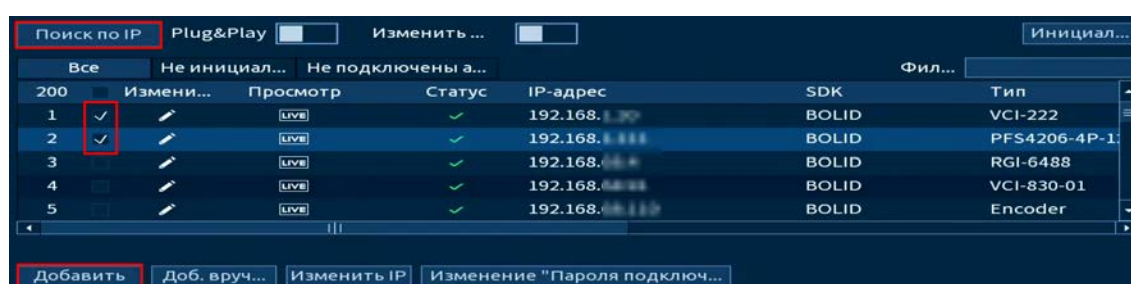 Поиск по IP Plug&Play Изменить ... Инициал...
Все Не инициал... Не подключены а... Фил...
200 Измени... Просмотр Статус IP-адрес SDK Тип
1 LIVE 192.168. BOLID VCI-222
2 LIVE 192.168. BOLID PFS4206-4P-1
3 LIVE 192.168. BOLID RGI-6488
4 LIVE 192.168. BOLID VCI-830-01
5 LIVE 192.168. BOLID Encoder
Добавить Доб. вруч... Изменить IP Изменение "Пароля подключ...